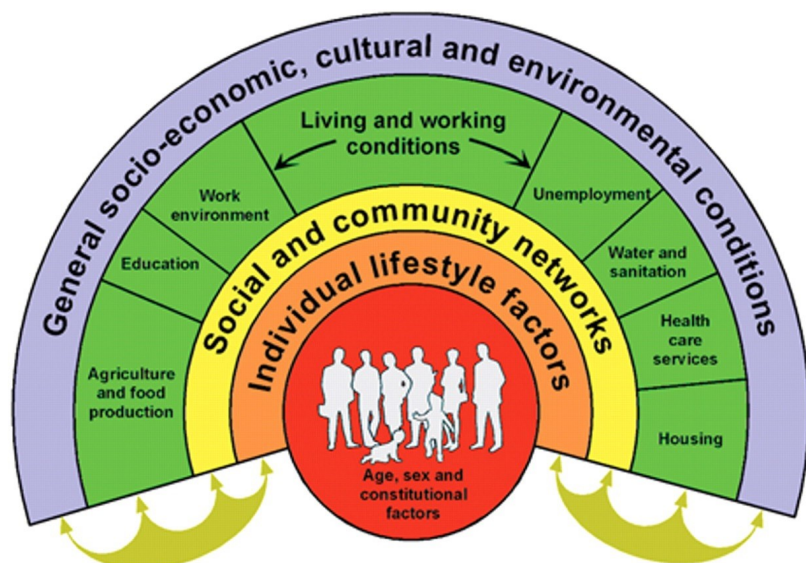 General socio-economic, cultural and environmental conditions
Living and working
conditions
Work
environment
Education
Agriculture
and food
production
Unemployment
Water and
sanitation
Health
care
services
Housing
Social and community networks
Individual lifestyle factors
Age, sex and
constitutional
factors